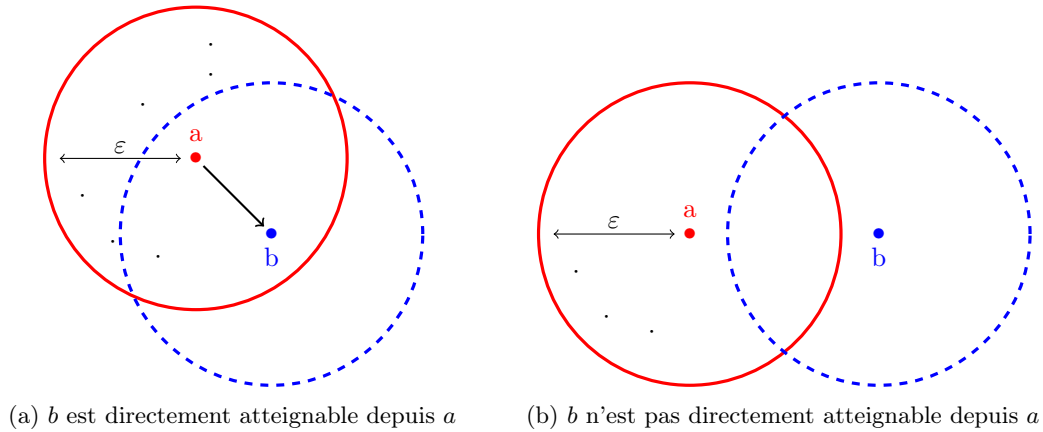 a
ε
b
a
ε
b
(a) b est directement atteignable depuis a
(b) b n'est pas directement atteignable depuis a